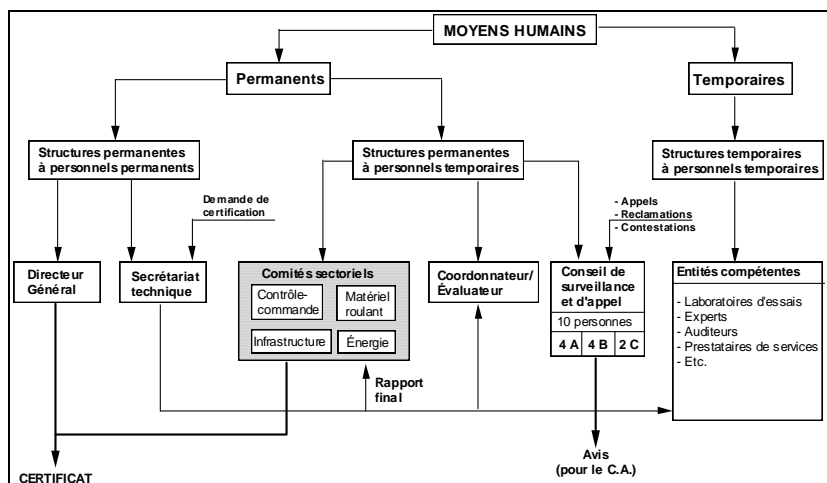 MOYENS HUMAINS
Permanents
Temporaires
Structures permanentes
à personnels permanents
Structures permanentes
à personnels temporaires
Structures temporaires
à personnels temporaires
Demande de
certification
- Appels
- Reclamations
- Contestations
Directeur
Général
Secrétariat
technique
Comités sectoriels
Contrôle-
commande
Matériel
roulant
Infrastructure
Énergie
Coordonnateur/
Évaluateur
Conseil de
surveillance
et d'appel
10 personnes
4 A
4 B
2 C
Entités compétentes
- Laboratoires d'essais
- Experts
- Auditeurs
- Prestataires de services
- Etc.
Rapport
final
CERTIFICAT
Avis
(pour le C.A.)